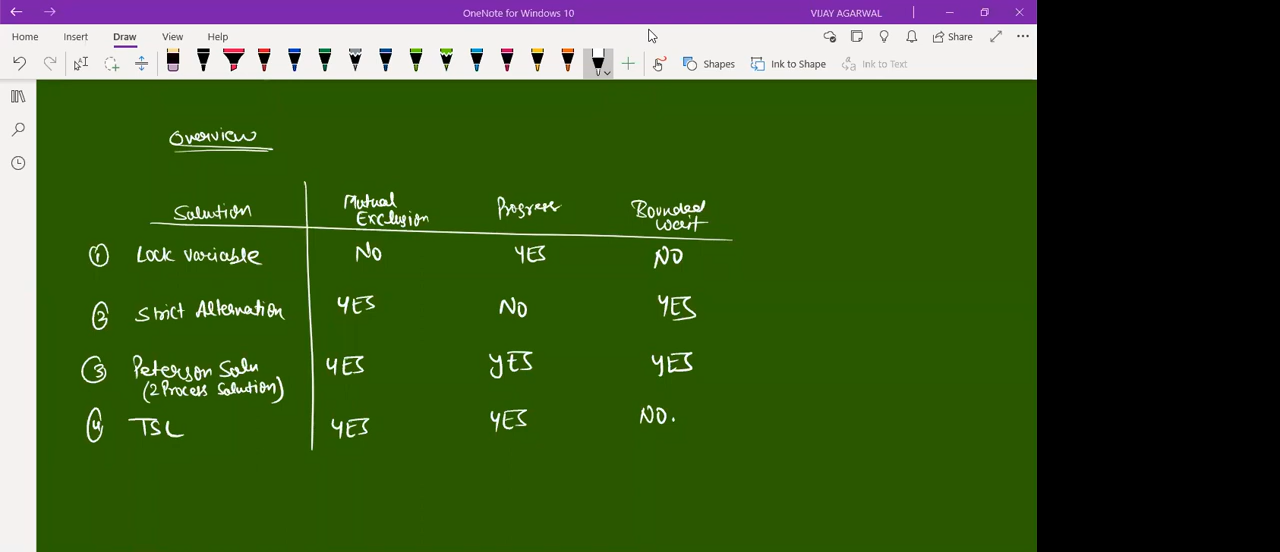 OneNote for Windows 10
VIJAY AGARWAL
Home Insert Draw View Help
Share
Shapes Ink to Shape Ink to Text
Overview
Solution Mutual Exclusion Progress Bounded Wait
1 Lock variable NO YES NO
2 Strict Alternation YES NO YES
3 Peterson Soln YES YES YES
(2 Process Solution)
4 TSL YES YES NO.